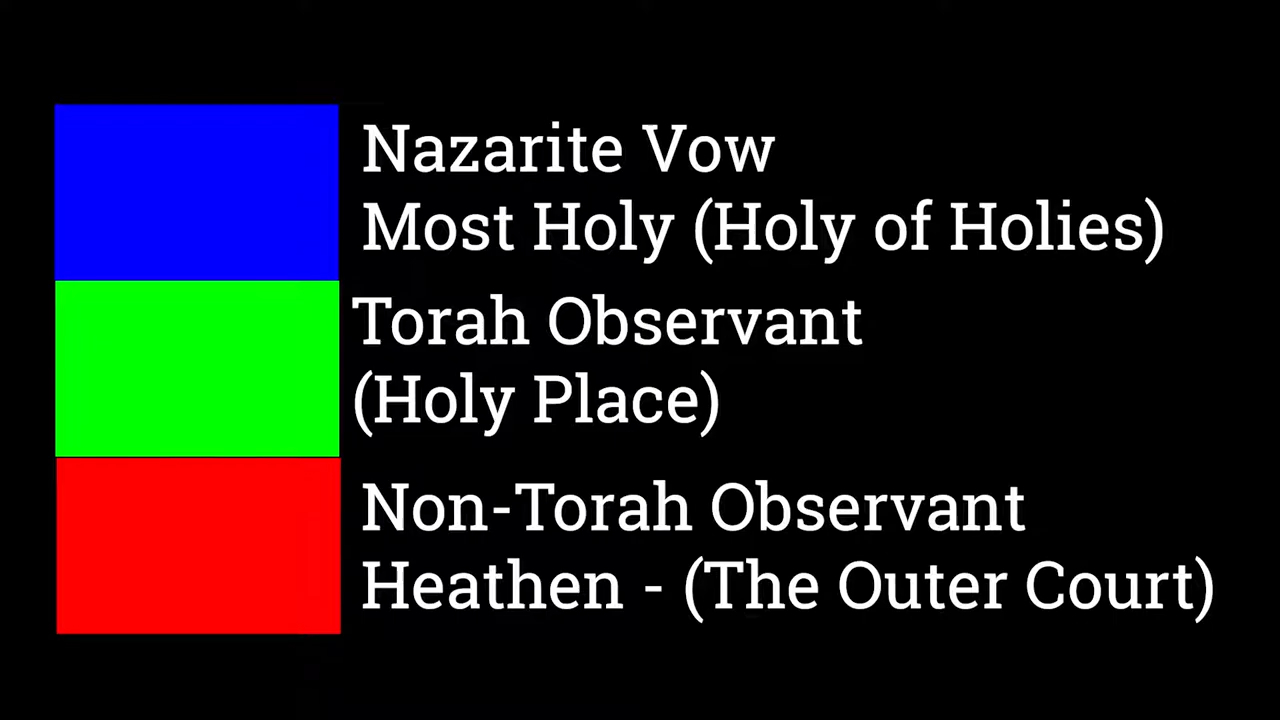 Nazarite Vow
Most Holy (Holy of Holies)
Torah Observant
(Holy Place)
Non-Torah Observant
Heathen - (The Outer Court)